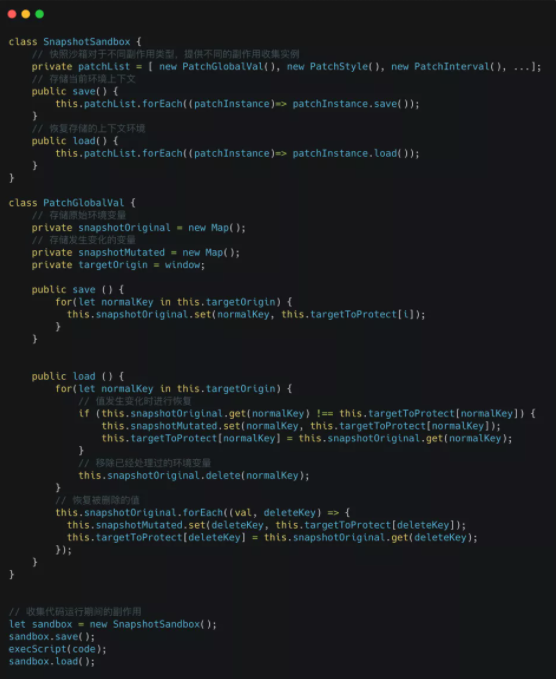 class SnapshotSandbox {
// 快照沙箱对于不同副作用类型，提供不同的副作用收集实例
private patchList = [ new PatchGlobalVal(), new PatchStyle(), new PatchInterval(), ...];
// 存储当前环境上下文
public save() {
this.patchList.forEach((patchInstance)=> patchInstance.save());
}
// 恢复存储的上下文环境
public load() {
this.patchList.forEach((patchInstance)=> patchInstance.load());
}
}
class PatchGlobalVal {
// 存储原始环境变量
private snapshotOriginal = new Map();
// 存储发生变化的变量
private snapshotMutated = new Map();
private targetOrigin = window;
public save () {
for(let normalKey in this.targetOrigin) {
this.snapshotOriginal.set(normalKey, this.targetToProtect[i]);
}
}
public load () {
for(let normalKey in this.targetOrigin) {
// 值发生变化时进行恢复
if (this.snapshotOriginal.get(normalKey) !== this.targetToProtect[normalKey]) {
this.snapshotMutated.set(normalKey, this.targetToProtect[normalKey]);
this.targetToProtect[normalKey] = this.snapshotOriginal.get(normalKey);
}
// 移除已经处理过的环境变量
this.snapshotOriginal.delete(normalKey);
}
// 恢复被删除的值
this.snapshotOriginal.forEach((val, deleteKey) => {
this.snapshotMutated.set(deleteKey, this.targetToProtect[deleteKey]);
this.targetToProtect[deleteKey] = this.snapshotOriginal.get(deleteKey);
});
}
}
// 收集代码运行期间的副作用
let sandbox = new SnapshotSandbox();
sandbox.save();
execScript(code);
sandbox.load();